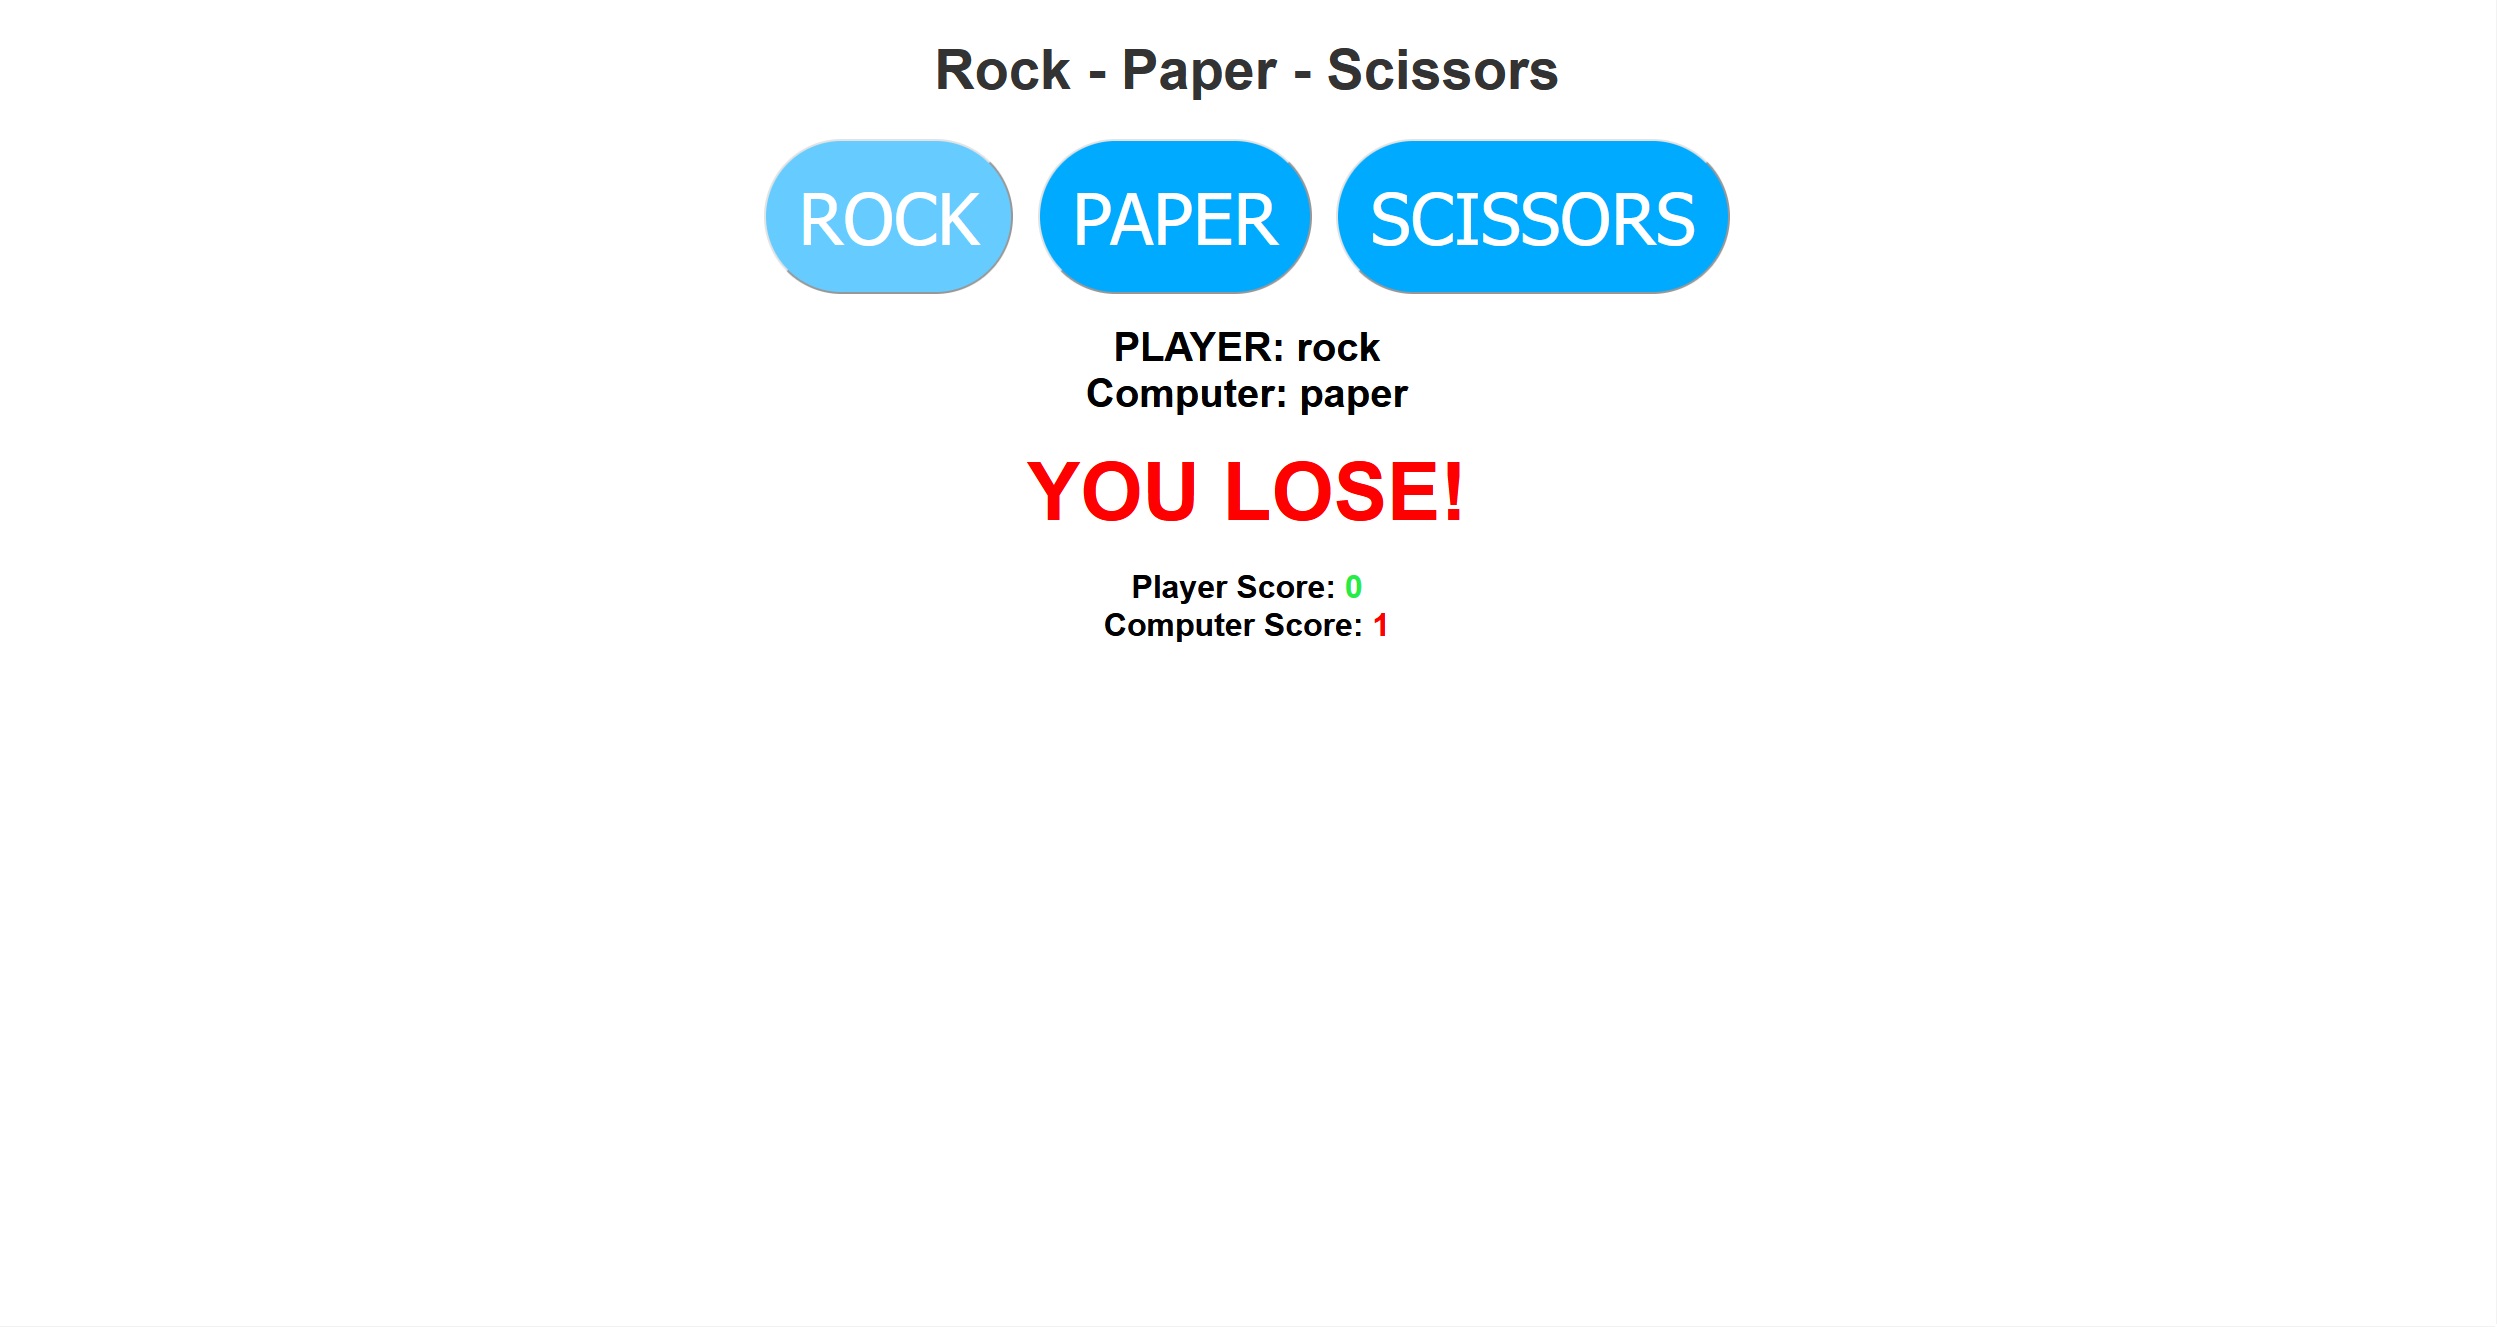 Rock - Paper - Scissors
ROCK PAPER SCISSORS
PLAYER: rock
Computer: paper
YOU LOSE!
Player Score: 0
Computer Score: 1